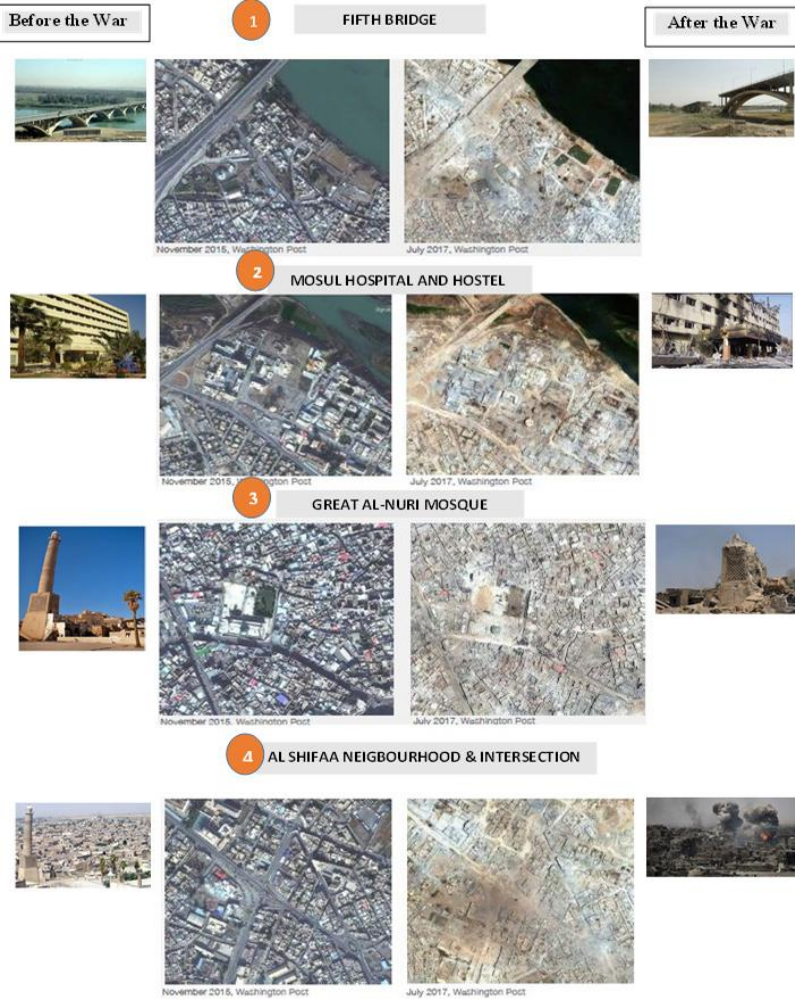 Before the War
1
FIFTH BRIDGE
After the War
November 2015, Washington Post
July 2017, Washington Post
2
MOSUL HOSPITAL AND HOSTEL
November 2015, Washington Post
July 2017, Washington Post
3
GREAT AL-NURI MOSQUE
November 2015, Washington Post
July 2017, Washington Post
4
AL SHIFAA NEIGBOURHOOD & INTERSECTION
November 2015, Washington Post
July 2017, Washington Post